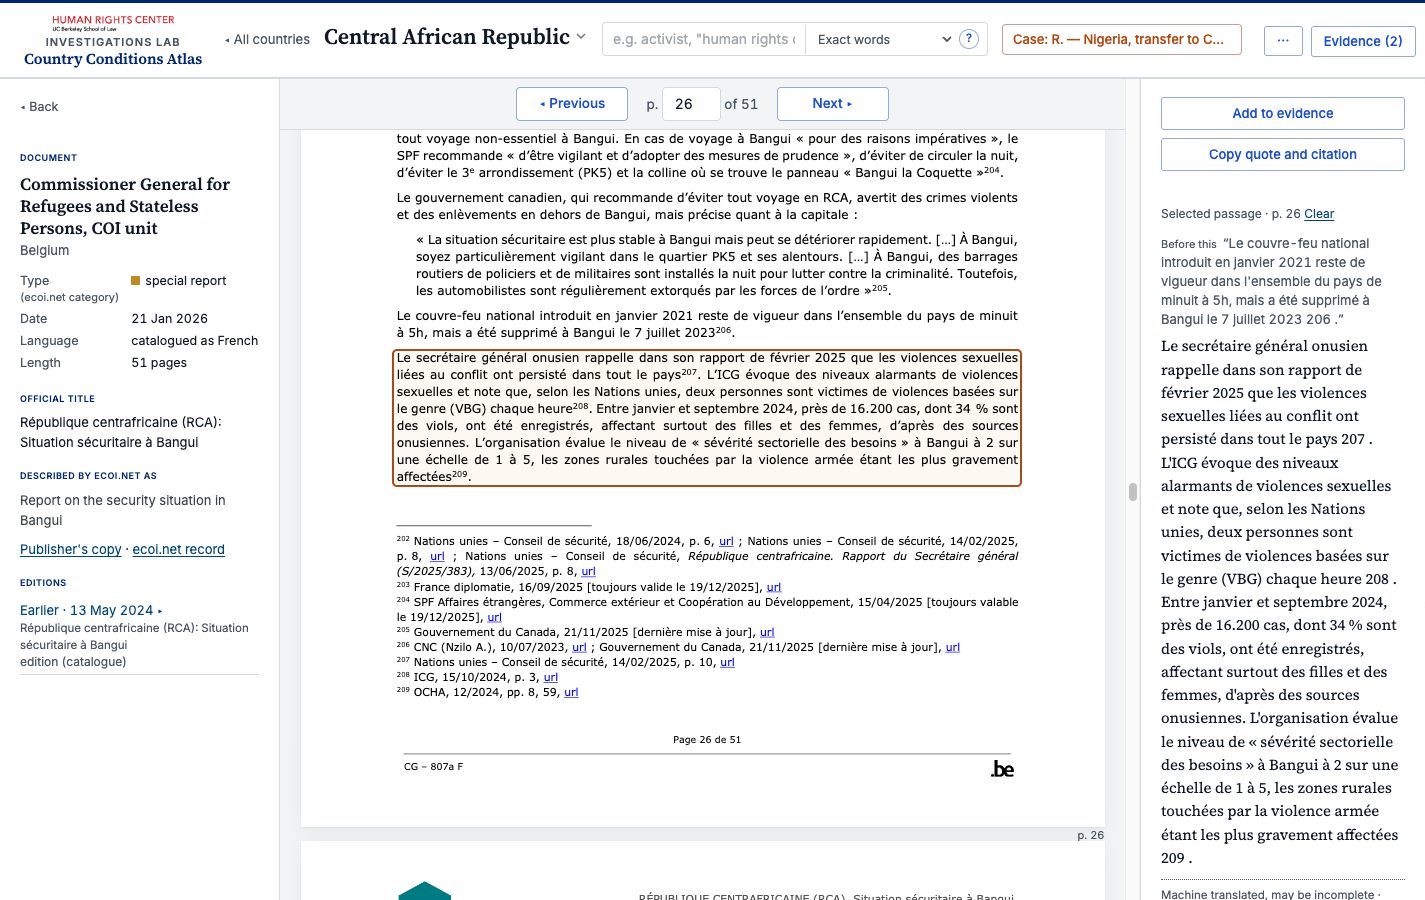 HUMAN RIGHTS CENTER
UC Berkeley School of Law
INVESTIGATIONS LAB
Country Conditions Atlas
All countries
Central African Republic
e.g. activist, "human rights c
Exact words
?
Case: R. — Nigeria, transfer to C...
...
Evidence (2)
Back
DOCUMENT
Commissioner General for
Refugees and Stateless
Persons, COI unit
Belgium
Type
(ecoi.net category)
special report
Date
21 Jan 2026
Language
catalogued as French
Length
51 pages
OFFICIAL TITLE
République centrafricaine (RCA):
Situation sécuritaire à Bangui
DESCRIBED BY ECOI.NET AS
Report on the security situation in
Bangui
Publisher's copy · ecoi.net record
EDITIONS
Earlier · 13 May 2024
République centrafricaine (RCA): Situation
sécuritaire à Bangui
edition (catalogue)
Previous
p. 26 of 51
Next
tout voyage non-essentiel à Bangui. En cas de voyage à Bangui « pour des raisons impératives », le
SPF recommande « d’être vigilant et d’adopter des mesures de prudence », d’éviter de circuler la nuit,
d’éviter le 3e arrondissement (PK5) et la colline où se trouve le panneau « Bangui la Coquette »204.
Le gouvernement canadien, qui recommande d’éviter tout voyage en RCA, avertit des crimes violents
et des enlèvements en dehors de Bangui, mais précise quant à la capitale :
« La situation sécuritaire est plus stable à Bangui mais peut se détériorer rapidement. […] À Bangui,
soyez particulièrement vigilant dans le quartier PK5 et ses alentours. […] À Bangui, des barrages
routiers de policiers et de militaires sont installés la nuit pour lutter contre la criminalité. Toutefois,
les automobilistes sont régulièrement extorqués par les forces de l’ordre »205.
Le couvre-feu national introduit en janvier 2021 reste de vigueur dans l’ensemble du pays de minuit
à 5h, mais a été supprimé à Bangui le 7 juillet 2023206.
Le secrétaire général onusien rappelle dans son rapport de février 2025 que les violences sexuelles
liées au conflit ont persisté dans tout le pays207. L’ICG évoque des niveaux alarmants de violences
sexuelles et note que, selon les Nations unies, deux personnes sont victimes de violences basées sur
le genre (VBG) chaque heure208. Entre janvier et septembre 2024, près de 16.200 cas, dont 34 % sont
des viols, ont été enregistrés, affectant surtout des filles et des femmes, d’après des sources
onusiennes. L’organisation évalue le niveau de « sévérité sectorielle des besoins » à Bangui à 2 sur
une échelle de 1 à 5, les zones rurales touchées par la violence armée étant les plus gravement
affectées209.
202 Nations unies – Conseil de sécurité, 18/06/2024, p. 6, url ; Nations unies – Conseil de sécurité, 14/02/2025,
p. 8, url ; Nations unies – Conseil de sécurité, République centrafricaine. Rapport du Secrétaire général
(S/2025/383), 13/06/2025, p. 8, url
203 France diplomatie, 16/09/2025 [toujours valide le 19/12/2025], url
204 SPF Affaires étrangères, Commerce extérieur et Coopération au Développement, 15/04/2025 [toujours valable
le 19/12/2025], url
205 Gouvernement du Canada, 21/11/2025 [dernière mise à jour], url
206 CNC (Nzilo A.), 10/07/2023, url ; Gouvernement du Canada, 21/11/2025 [dernière mise à jour], url
207 Nations unies – Conseil de sécurité, 14/02/2025, p. 10, url
208 ICG, 15/10/2024, p. 3, url
209 OCHA, 12/2024, pp. 8, 59, url
Page 26 de 51
CG – 807a F
.be
p. 26
RÉPUBLIQUE CENTRAFRICAINE (RCA). Situation sécuritaire à Bangui
Add to evidence
Copy quote and citation
Selected passage · p. 26 Clear
Before this "Le couvre-feu national
introduit en janvier 2021 reste de
vigueur dans l'ensemble du pays de
minuit à 5h, mais a été supprimé à
Bangui le 7 juillet 2023 206 ."
Le secrétaire général onusien
rappelle dans son rapport de
février 2025 que les violences
sexuelles liées au conflit ont
persisté dans tout le pays 207 .
L'ICG évoque des niveaux
alarmants de violences sexuelles
et note que, selon les Nations
unies, deux personnes sont
victimes de violences basées sur
le genre (VBG) chaque heure 208 .
Entre janvier et septembre 2024,
près de 16.200 cas, dont 34 % sont
des viols, ont été enregistrés,
affectant surtout des filles et des
femmes, d'après des sources
onusiennes. L'organisation évalue
le niveau de « sévérité sectorielle
des besoins » à Bangui à 2 sur une
échelle de 1 à 5, les zones rurales
touchées par la violence armée
étant les plus gravement affectées
209 .
Machine translated, may be incomplete ·